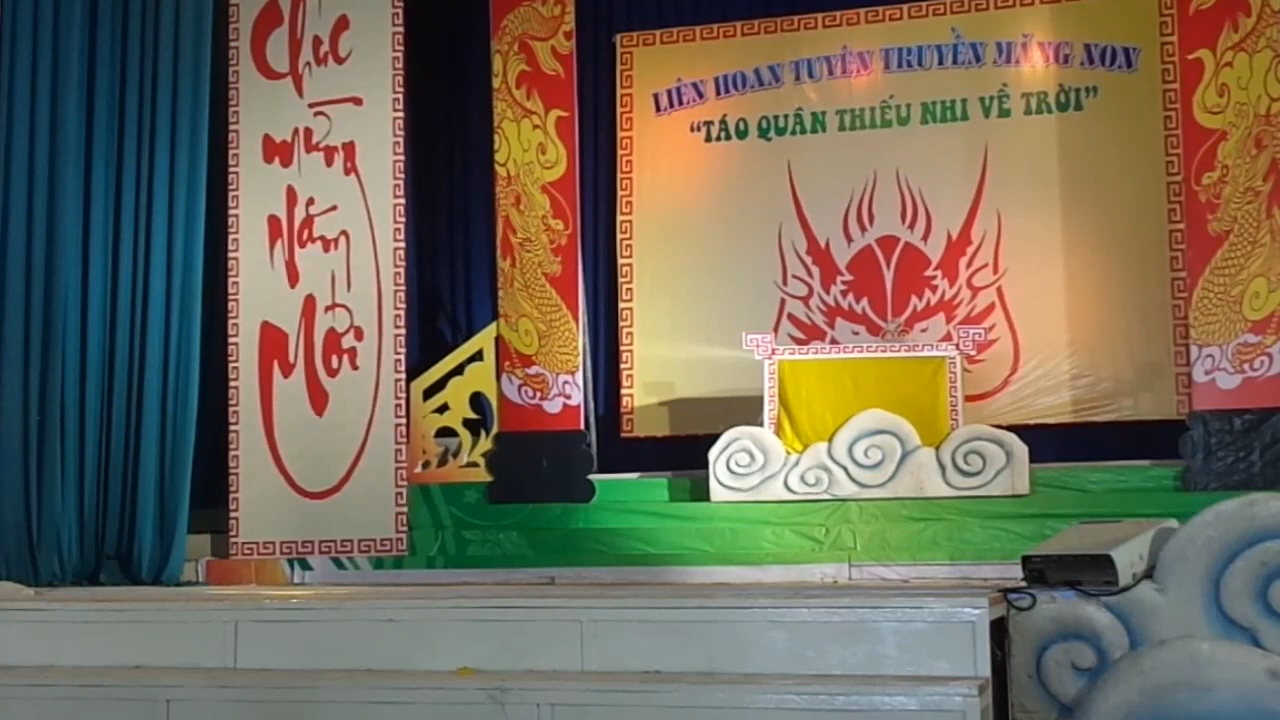 Chúc
mừng
Năm
Mới
LIÊN HOAN TUYÊN TRUYỀN MĂNG NON
“TÁO QUÂN THIẾU NHI VỀ TRỜI”